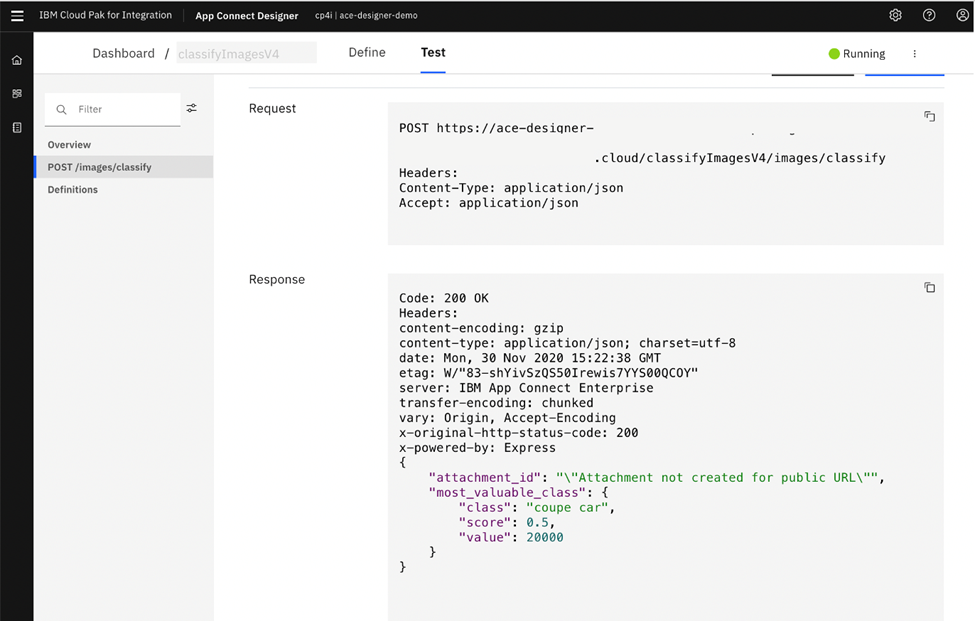 IBM Cloud Pak for Integration App Connect Designer cp4i | ace-designer-demo
Dashboard / classifyImagesV4 Define Test Running
Filter
Overview
POST /images/classify
Definitions
Request
POST https://ace-designer-
.cloud/classifyImagesV4/images/classify
Headers:
Content-Type: application/json
Accept: application/json
Response
Code: 200 OK
Headers:
content-encoding: gzip
content-type: application/json; charset=utf-8
date: Mon, 30 Nov 2020 15:22:38 GMT
etag: W/"83-shYivSzQS50Irewis7YYS00QCOY"
server: IBM App Connect Enterprise
transfer-encoding: chunked
vary: Origin, Accept-Encoding
x-original-http-status-code: 200
x-powered-by: Express
{
"attachment_id": "\"Attachment not created for public URL\"",
"most_valuable_class": {
"class": "coupe car",
"score": 0.5,
"value": 20000
}
}